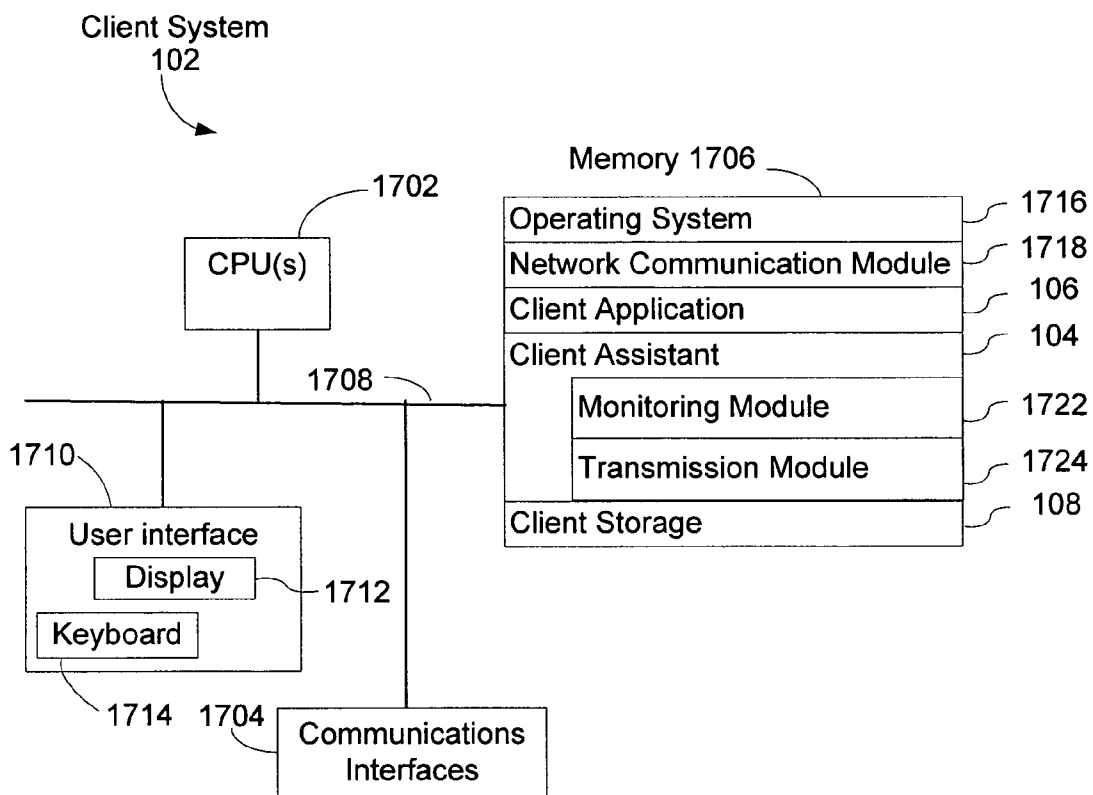 Client System
102
Memory 1706
1702
CPU(s)
Operating System
1716
Network Communication Module
1718
Client Application
106
Client Assistant
104
Monitoring Module
1722
Transmission Module
1724
Client Storage
108
1708
1710
User interface
Display
1712
Keyboard
1714
1704
Communications
Interfaces